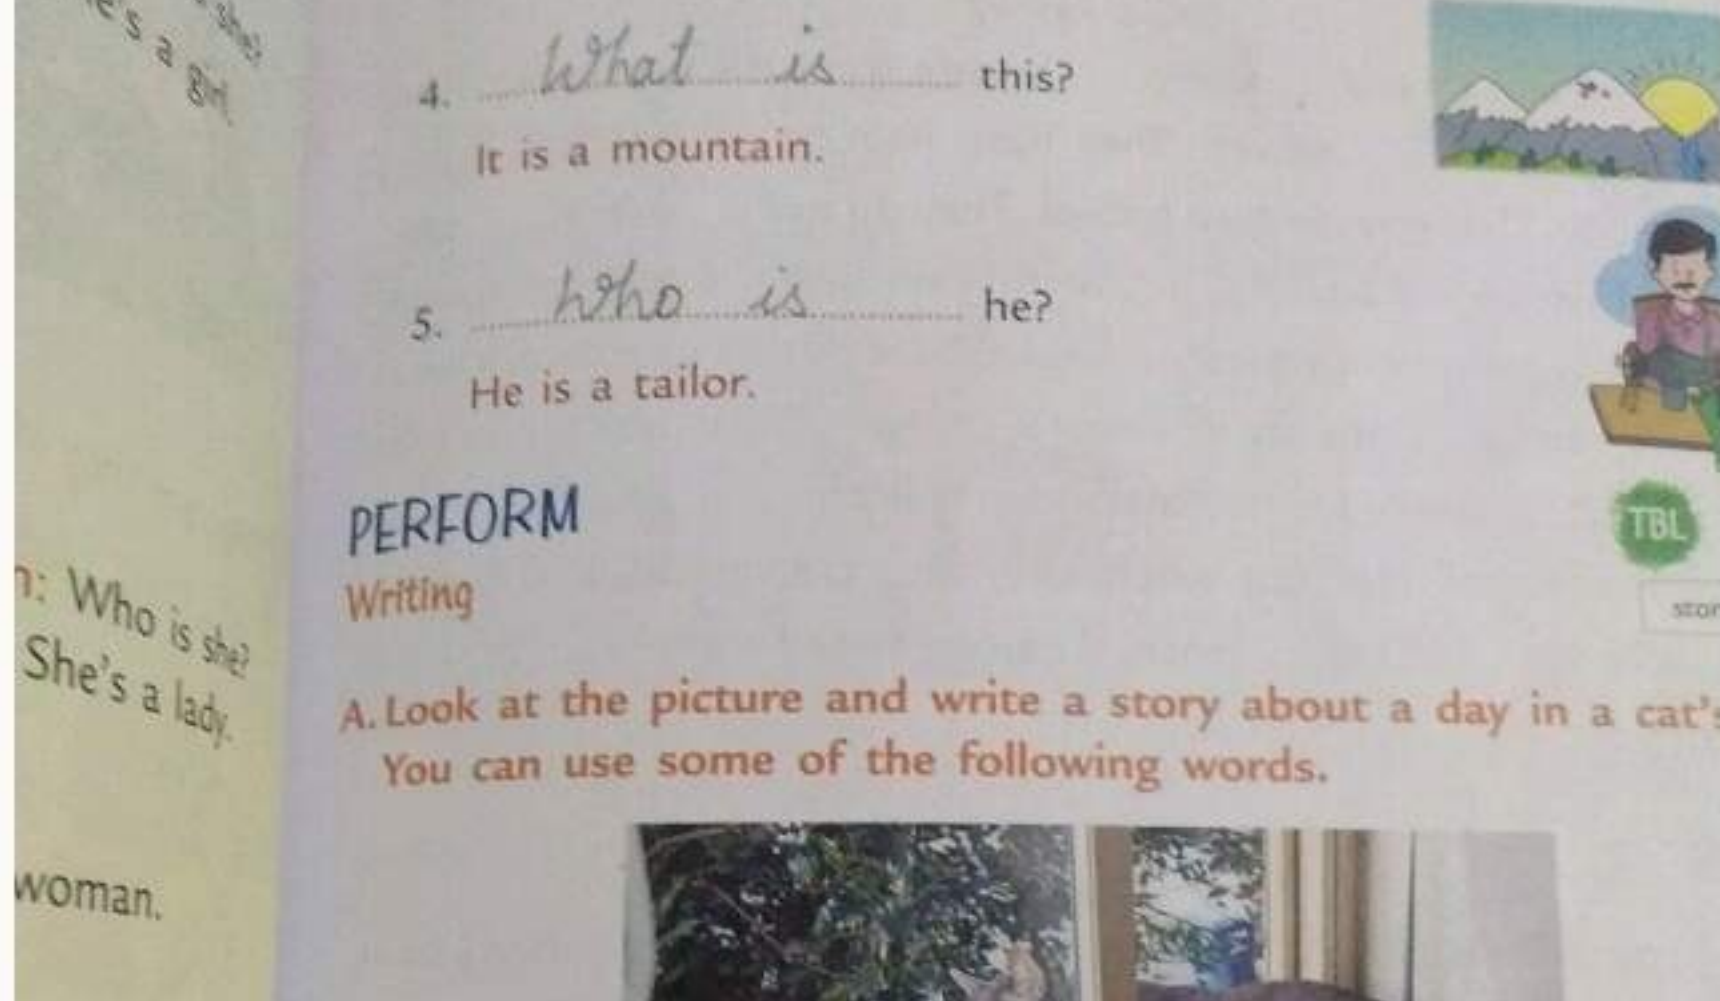 she?
a girl.
n: Who is she?
She's a lady.
woman.
4. What is this?
It is a mountain.
5. Who is he?
He is a tailor.
PERFORM
TBL
Writing
A. Look at the picture and write a story about a day in a cat's
You can use some of the following words.